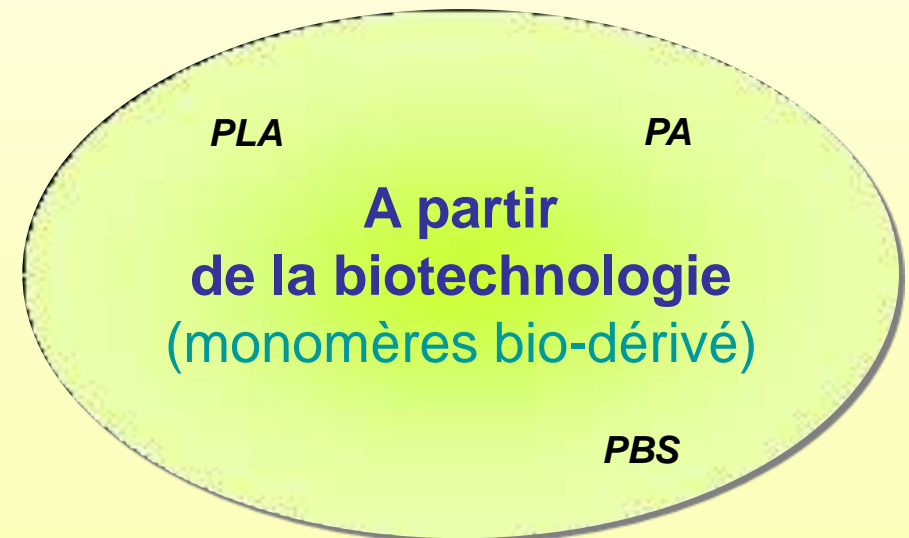 PLA PA
A partir
de la biotechnologie
(monomères bio-dérivé)
PBS